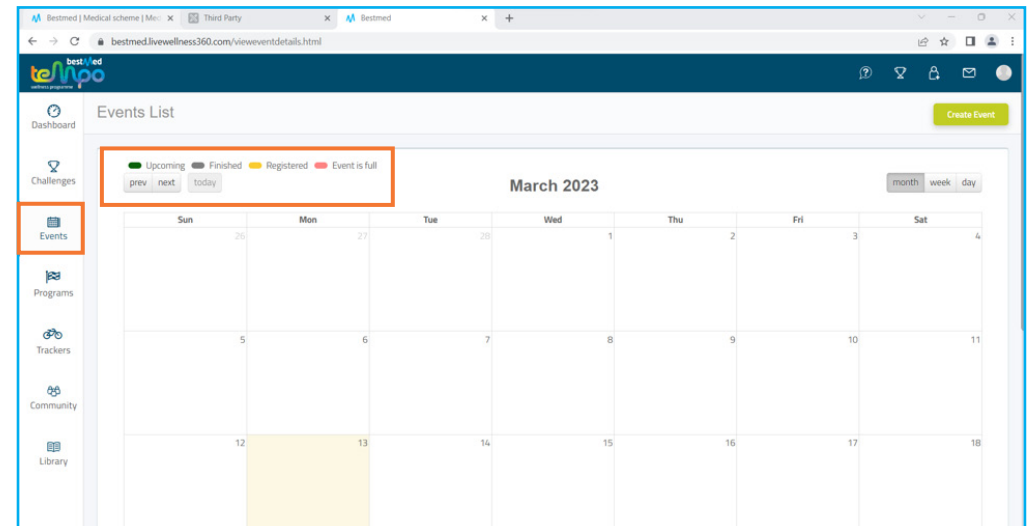 Bestmed | Medical scheme | Med
Third Party
Bestmed
bestmed.livewellness360.com/vieweventdetails.html
bestMed
tempo
wellness programme
Dashboard
Events List
Create Event
Challenges
Upcoming Finished Registered Event is full
prev next today
March 2023
month week day
Events
Sun Mon Tue Wed Thu Fri Sat
26 27 28 1 2 3 4
Programs
Trackers
5 6 7 8 9 10 11
Community
Library
12 13 14 15 16 17 18